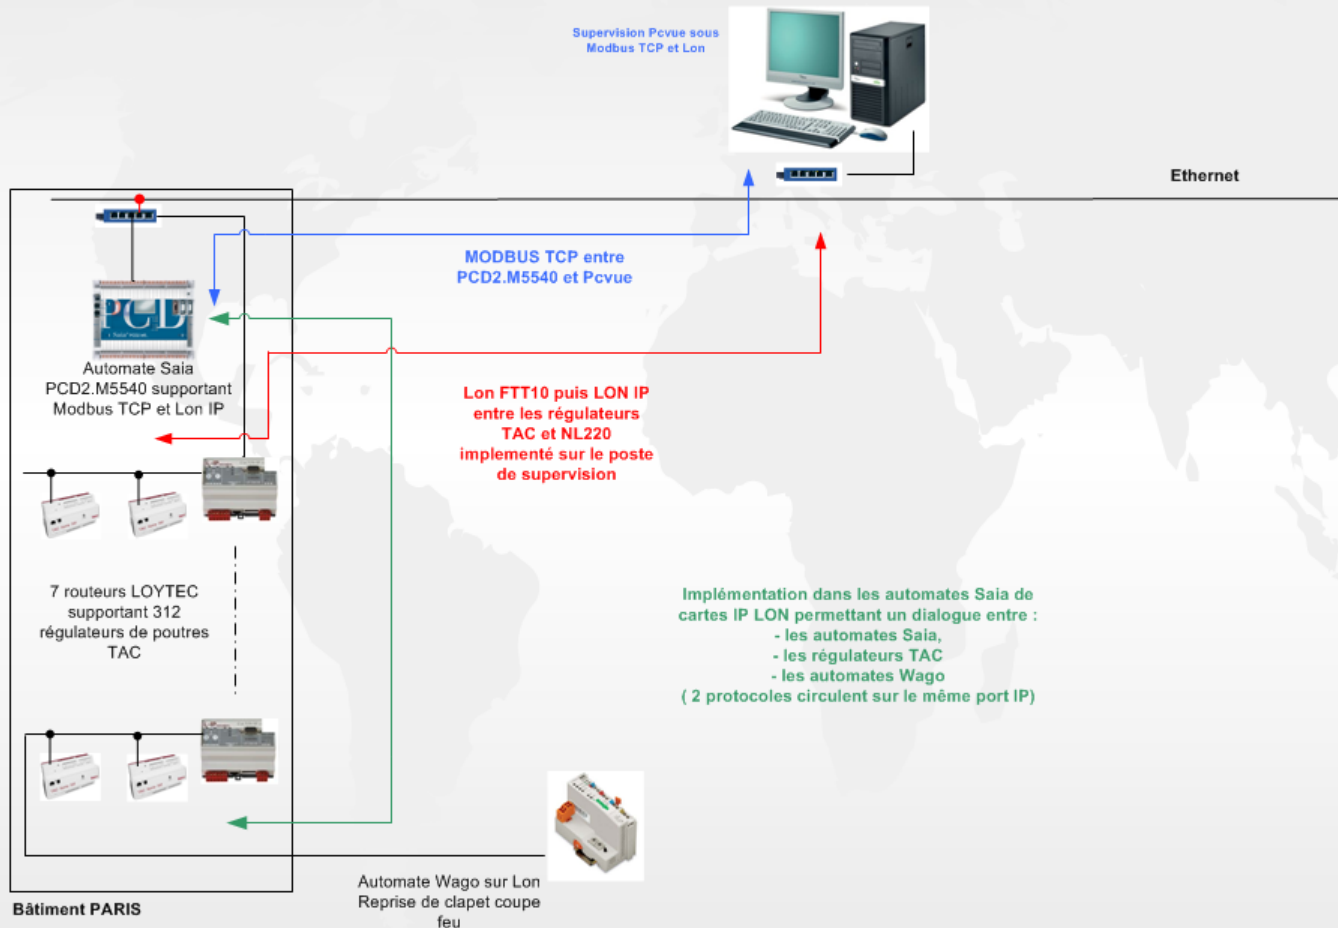 Supervision Pcvue sous
Modbus TCP et Lon
Ethernet
MODBUS TCP entre
PCD2.M5540 et Pcvue
PCD
Automate Saia
PCD2.M5540 supportant
Modbus TCP et Lon IP
Lon FTT10 puis LON IP
entre les régulateurs
TAC et NL220
implementé sur le poste
de supervision
7 routeurs LOYTEC
supportant 312
régulateurs de poutres
TAC
Implémentation dans les automates Saia de
cartes IP LON permettant un dialogue entre :
- les automates Saia,
- les régulateurs TAC
- les automates Wago
( 2 protocoles circulent sur le même port IP)
Automate Wago sur Lon
Reprise de clapet coupe
feu
Bâtiment PARIS